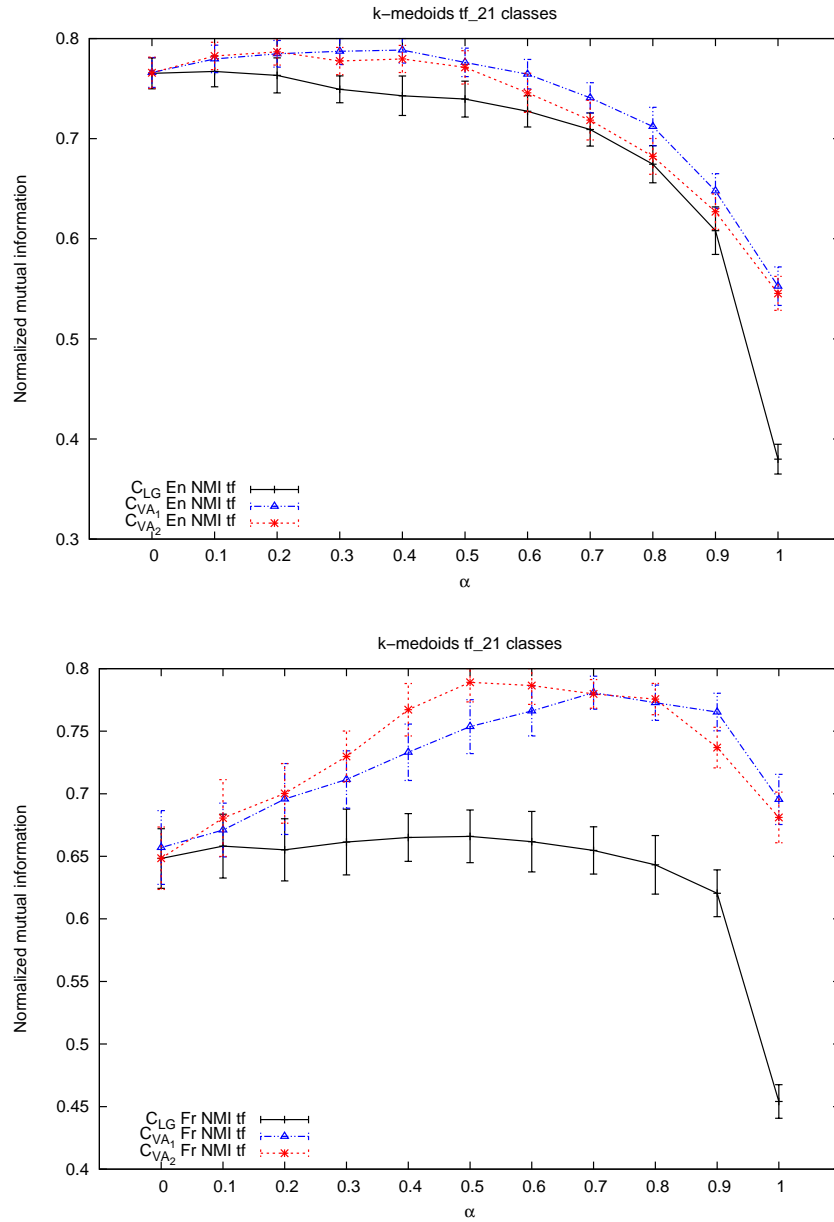 k-medoids tf_21 classes
0.8
0.7
0.6
0.5
0.4
0.3
Normalized mutual information
C_LG En NMI tf
C_VA_1 En NMI tf
C_VA_2 En NMI tf
0 0.1 0.2 0.3 0.4 0.5 0.6 0.7 0.8 0.9 1
α
k-medoids tf_21 classes
0.8
0.75
0.7
0.65
0.6
0.55
0.5
0.45
0.4
Normalized mutual information
C_LG Fr NMI tf
C_VA_1 Fr NMI tf
C_VA_2 Fr NMI tf
0 0.1 0.2 0.3 0.4 0.5 0.6 0.7 0.8 0.9 1
α